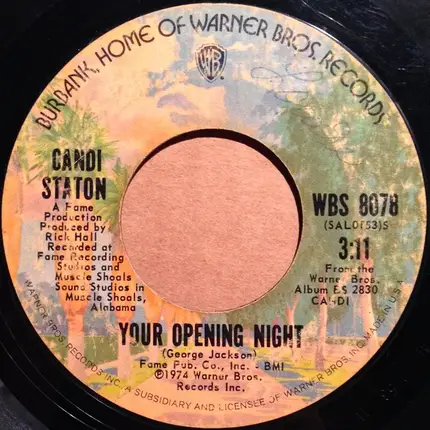 BURBANK, HOME OF WARNER BROS. RECORDS
WB
CANDI
STATON
A Fame
Production
Produced by
Rick Hall
Recorded at
Fame Recording
Studios and
Muscle Shoals
Sound Studios in
Muscle Shoals,
Alabama
WBS 8078
(SAL0153)S
3:11
From the
Warner Bros.
Album BS 2830
CANDI
YOUR OPENING NIGHT
(George Jackson)
Fame Pub. Co., Inc. - BMI
℗1974 Warner Bros.
Records Inc.
WARNER BROS. RECORDS INC., A SUBSIDIARY AND LICENSEE OF WARNER BROS. INC. MADE IN U.S.A.